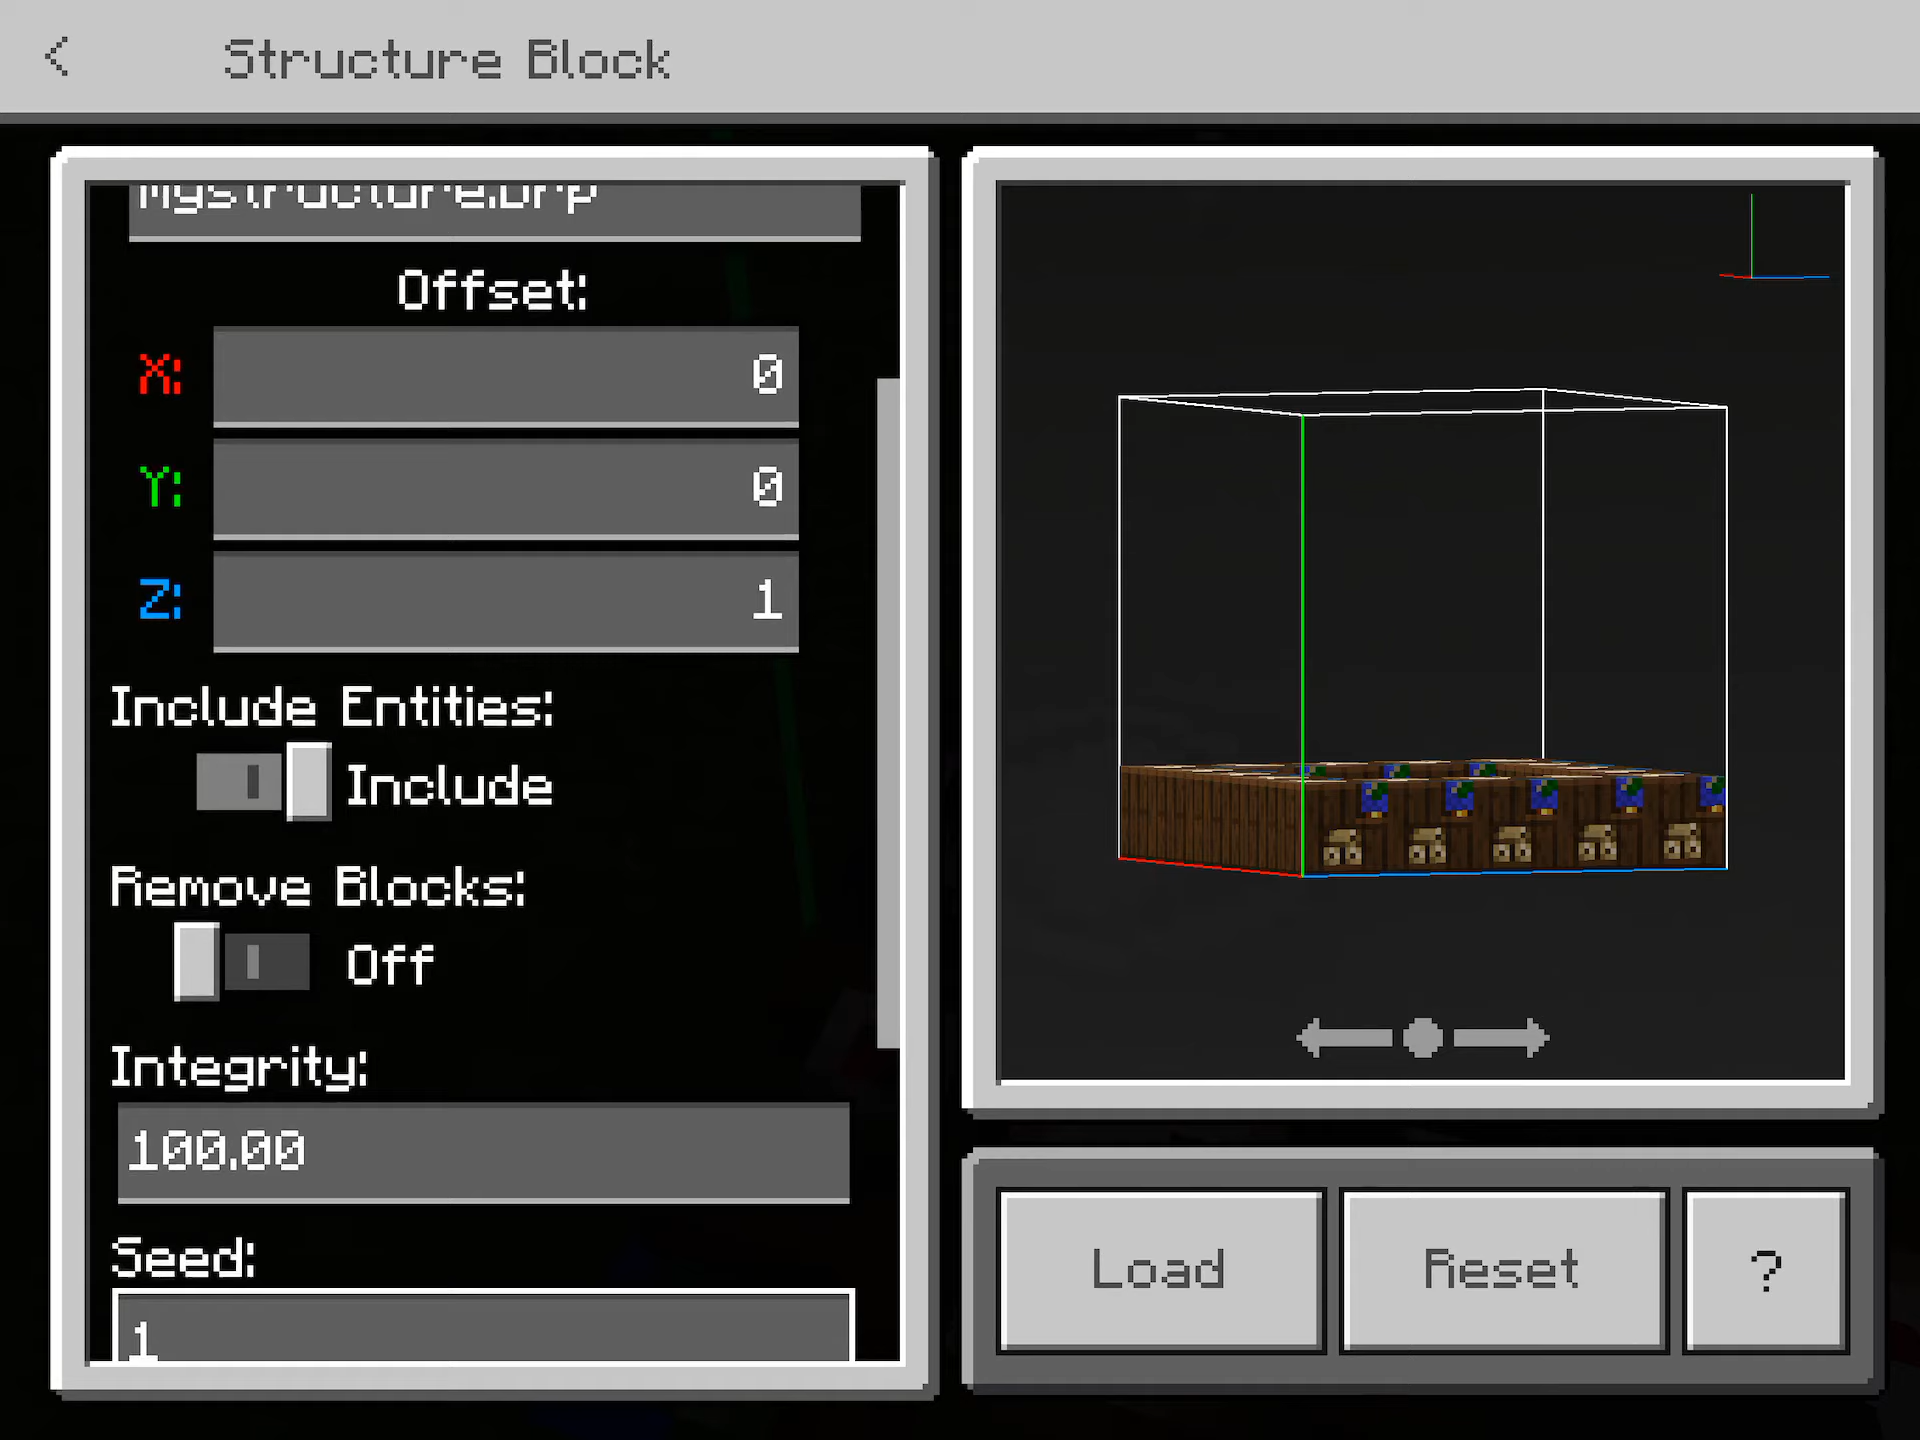 Structure Block
Offset:
X: 0
Y: 0
Z: 1
Include Entities:
Include
Remove Blocks:
Off
Integrity:
100.00
Seed:
1
Load
Reset
?